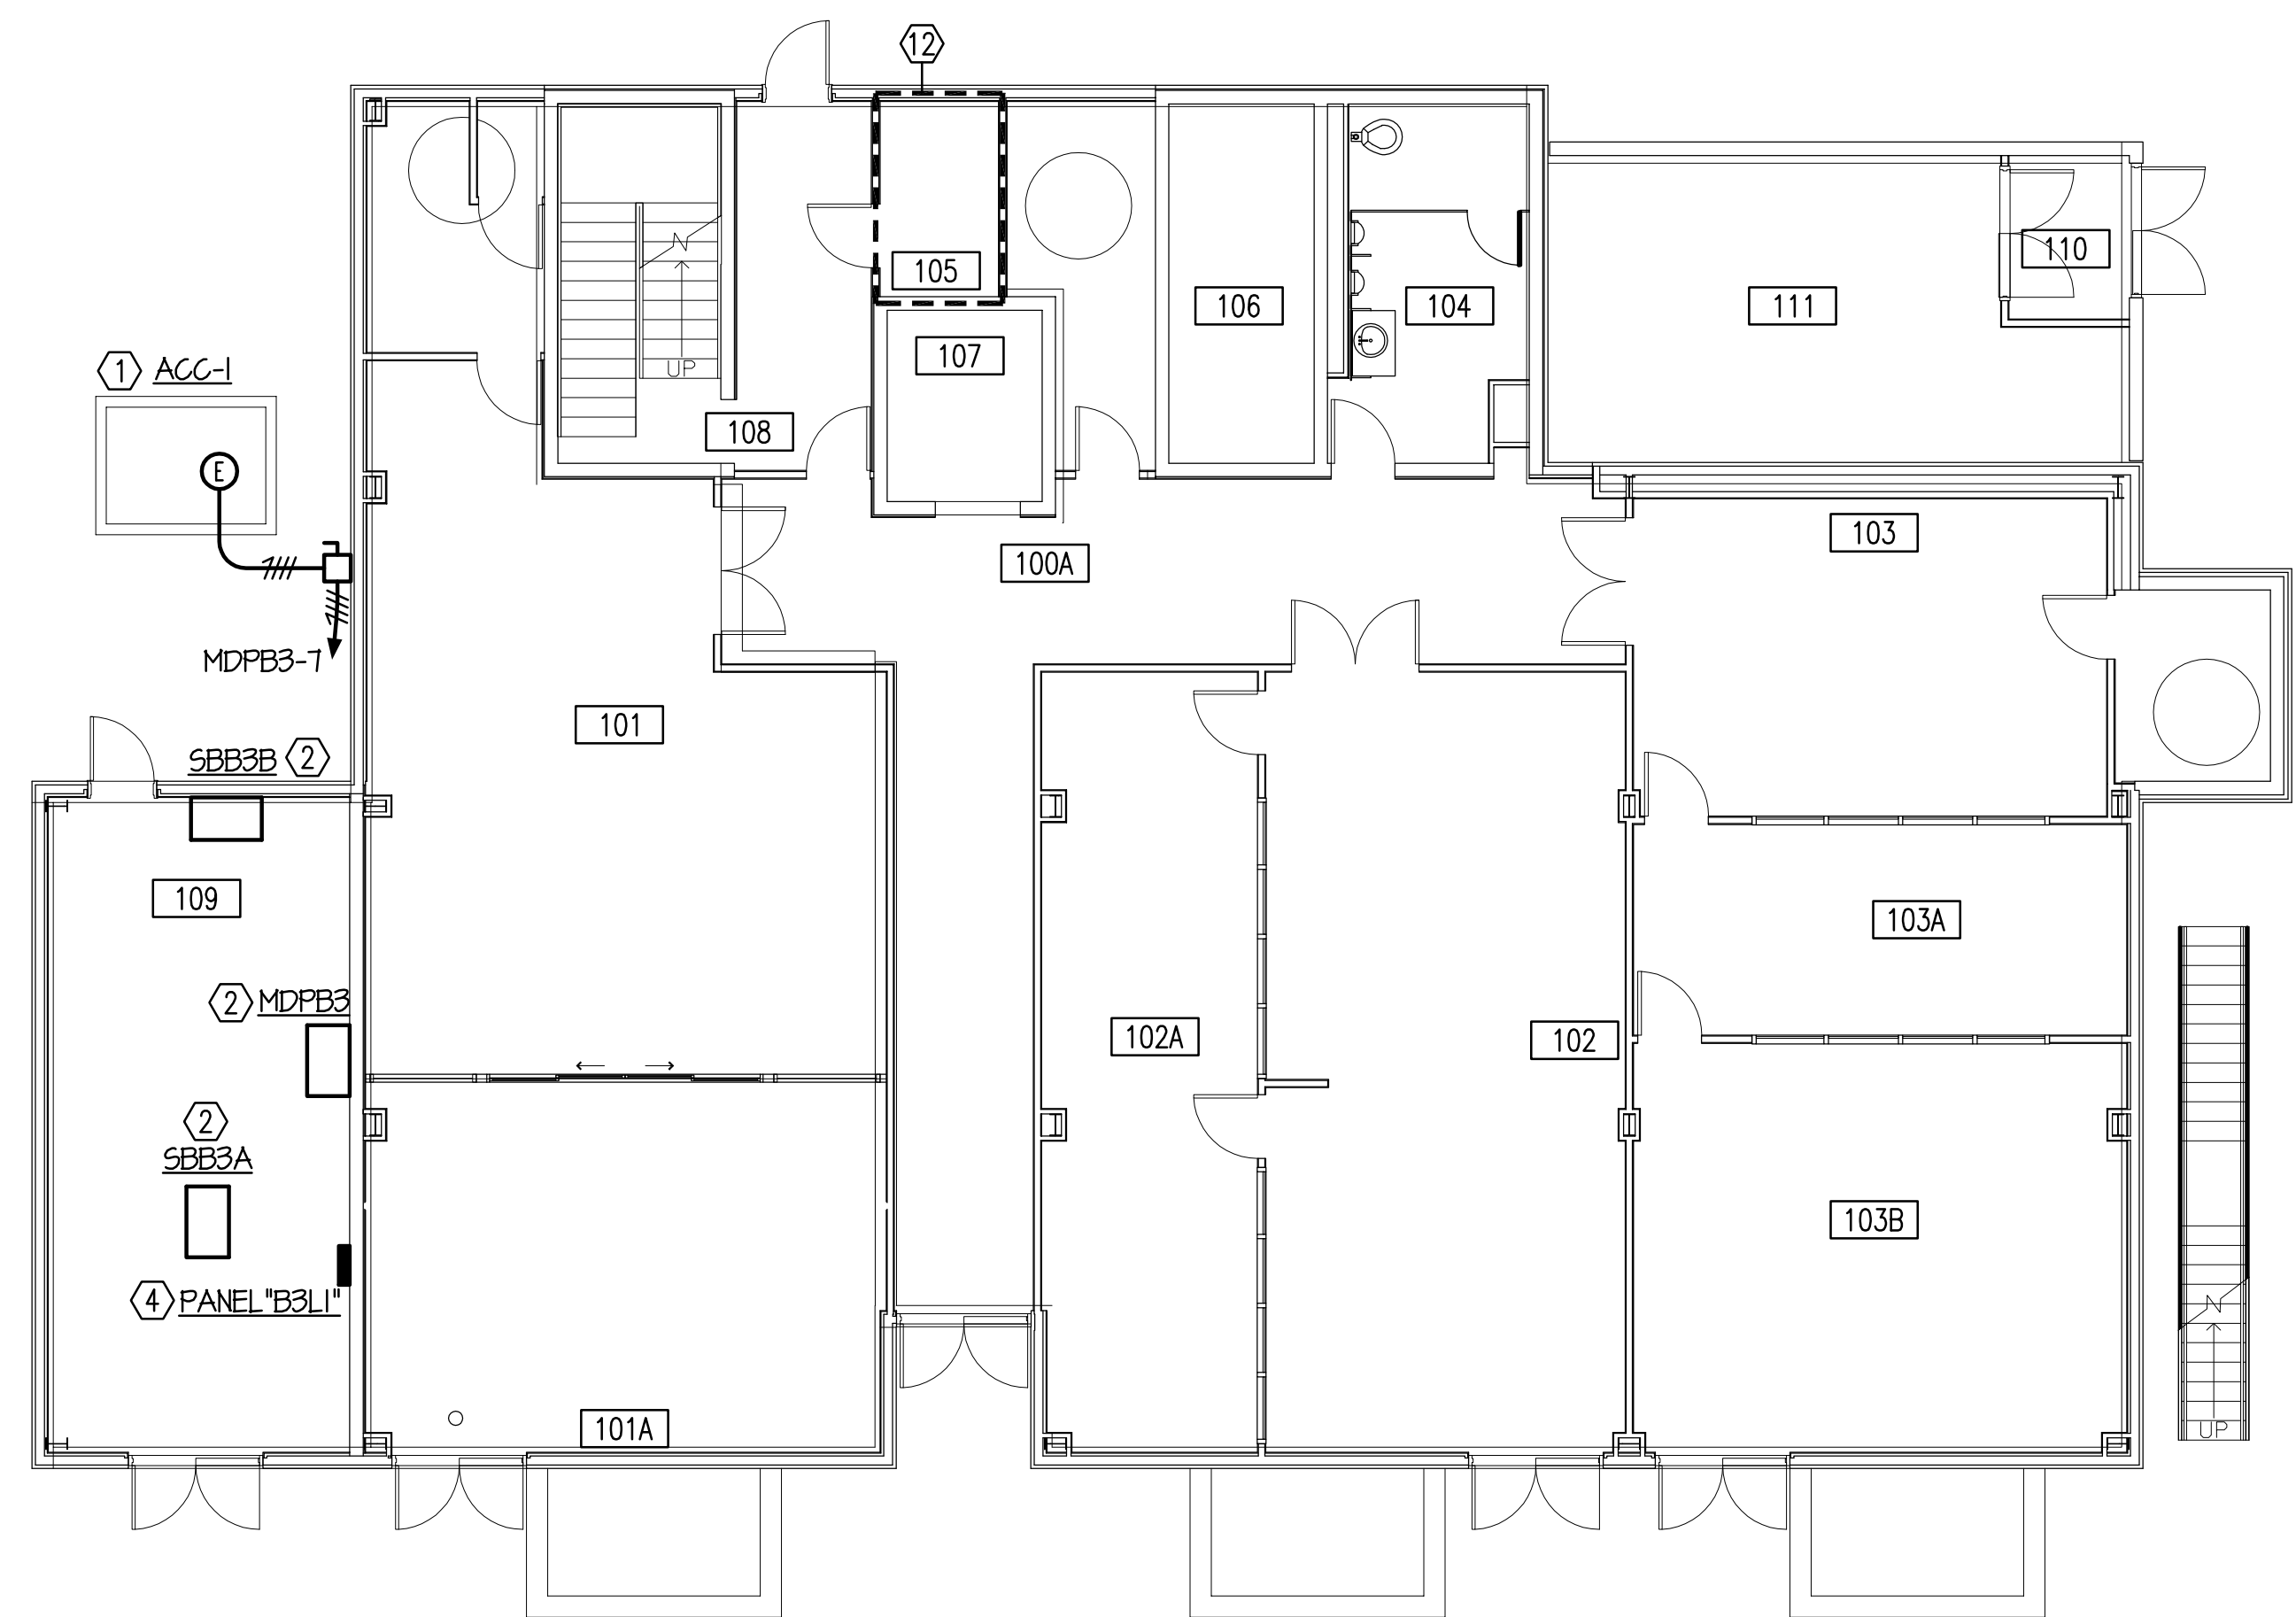 12
105
110
106
104
111
107
1 ACC-1
UP
108
E
103
100A
MDPB3-7
101
SBB3B 2
109
103A
2 MDPB3
102A
102
2
SBB3A
103B
4 PANEL"B3L1"
101A
UP